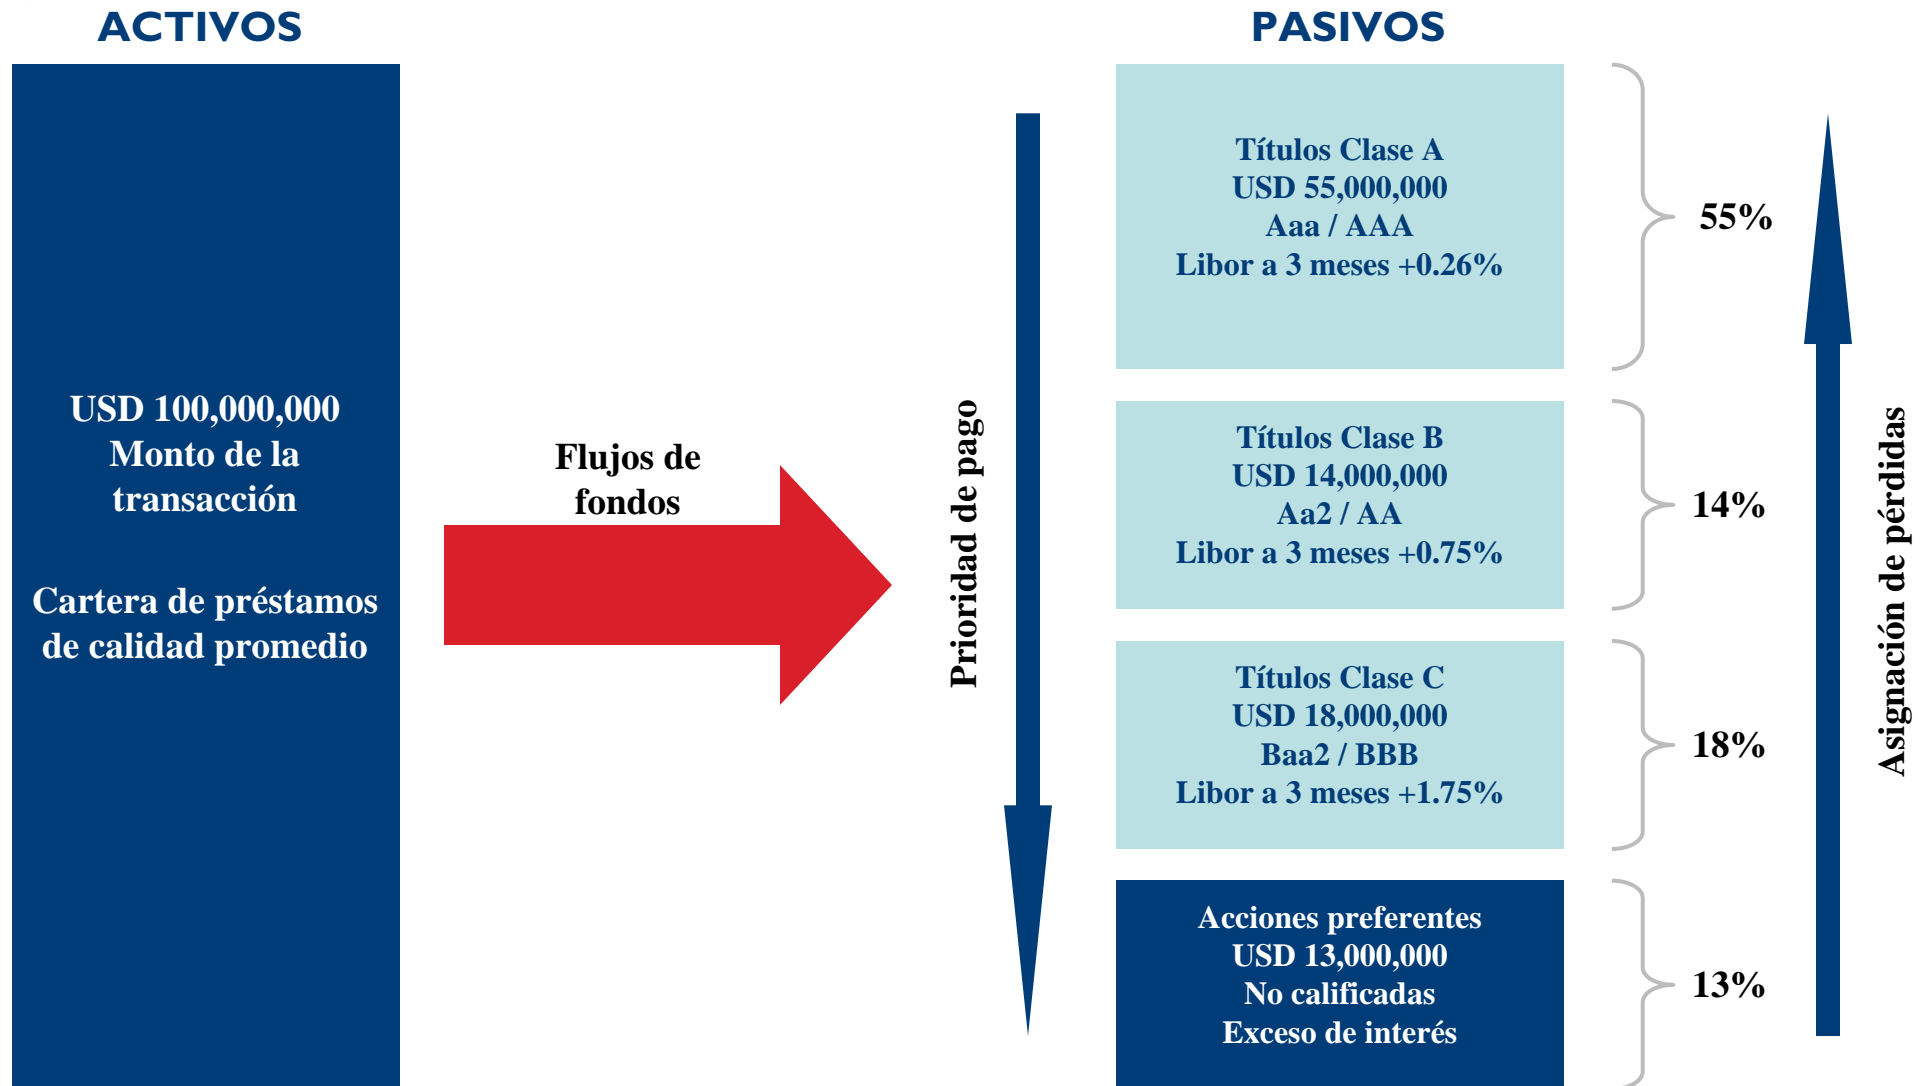 ACTIVOS
USD 100,000,000
Monto de la
transacción
Cartera de préstamos
de calidad promedio
Flujos de
fondos
Prioridad de pago
PASIVOS
Títulos Clase A
USD 55,000,000
Aaa / AAA
Libor a 3 meses +0.26%
55%
Títulos Clase B
USD 14,000,000
Aa2 / AA
Libor a 3 meses +0.75%
14%
Títulos Clase C
USD 18,000,000
Baa2 / BBB
Libor a 3 meses +1.75%
18%
Acciones preferentes
USD 13,000,000
No calificadas
Exceso de interés
13%
Asignación de pérdidas